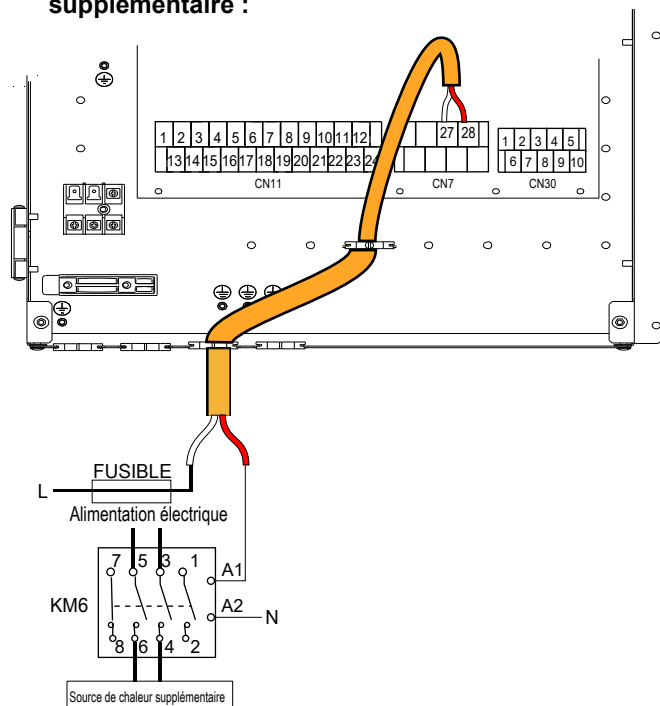 supplémentaire :
27 28
1 2 3 4 5 6 7 8 9 10 11 12
13 14 15 16 17 18 19 20 21 22 23 24
1 2 3 4 5
6 7 8 9 10
CN11 CN7 CN30
FUSIBLE
L
Alimentation électrique
7 5 3 1
A1
KM6
A2
N
8 6 4 2
Source de chaleur supplémentaire